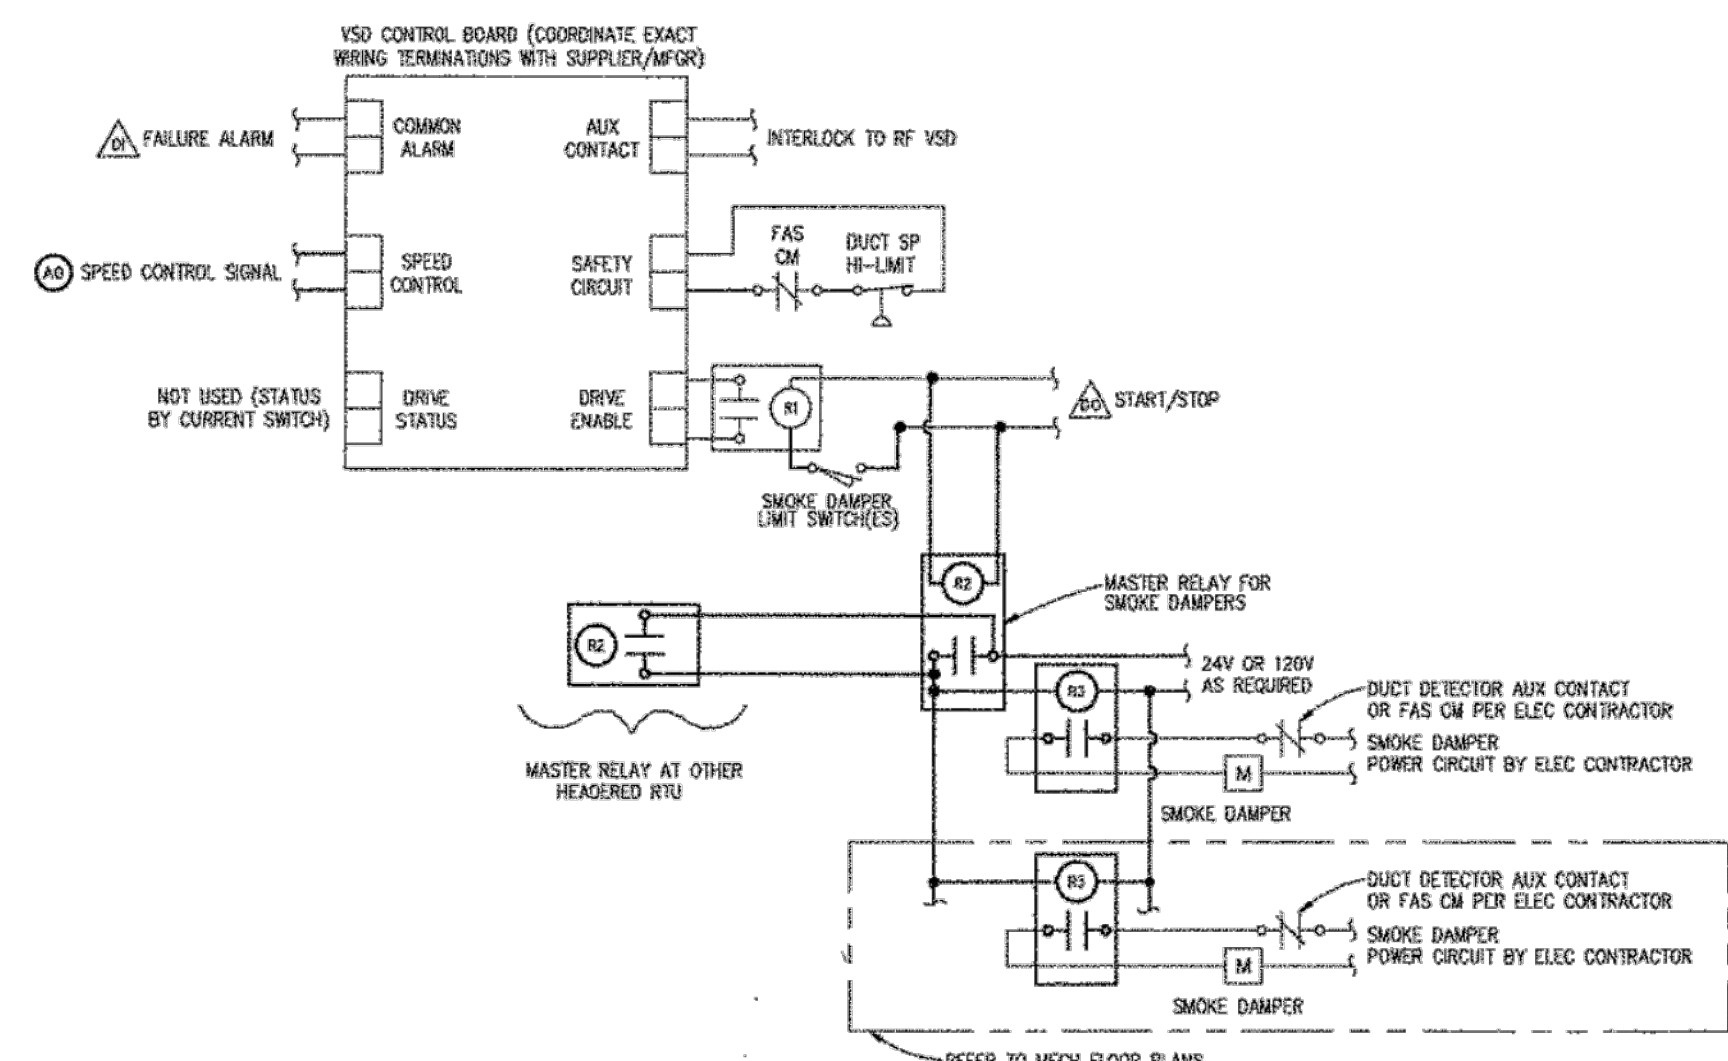 VSD CONTROL BOARD (COORDINATE EXACT
WIRING TERMINATIONS WITH SUPPLIER/MFGR)
DI
FAILURE ALARM
COMMON
ALARM
AUX
CONTACT
INTERLOCK TO RF VSD
AO
SPEED CONTROL SIGNAL
SPEED
CONTROL
SAFETY
CIRCUIT
FAS
CM
DUCT SP
HI-LIMIT
NOT USED (STATUS
BY CURRENT SWITCH)
DRIVE
STATUS
DRIVE
ENABLE
R1
DO
START/STOP
SMOKE DAMPER
LIMIT SWITCH(ES)
R2
MASTER RELAY FOR
SMOKE DAMPERS
R2
24V OR 120V
AS REQUIRED
R3
DUCT DETECTOR AUX CONTACT
OR FAS CM PER ELEC CONTRACTOR
SMOKE DAMPER
POWER CIRCUIT BY ELEC CONTRACTOR
M
SMOKE DAMPER
MASTER RELAY AT OTHER
HEADERED RTU
R3
DUCT DETECTOR AUX CONTACT
OR FAS CM PER ELEC CONTRACTOR
SMOKE DAMPER
POWER CIRCUIT BY ELEC CONTRACTOR
M
SMOKE DAMPER
REFER TO MECH FLOOR PLANS